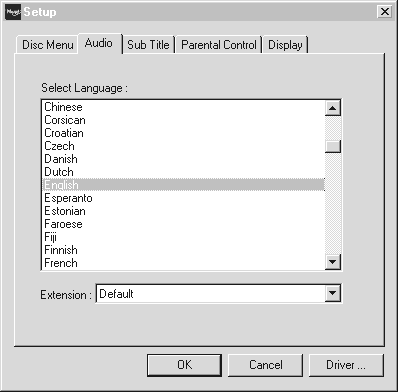 Setup
Disc Menu Audio Sub Title Parental Control Display
Select Language :
Chinese
Corsican
Croatian
Czech
Danish
Dutch
English
Esperanto
Estonian
Faroese
Fiji
Finnish
French
Extension : Default
OK Cancel Driver ...